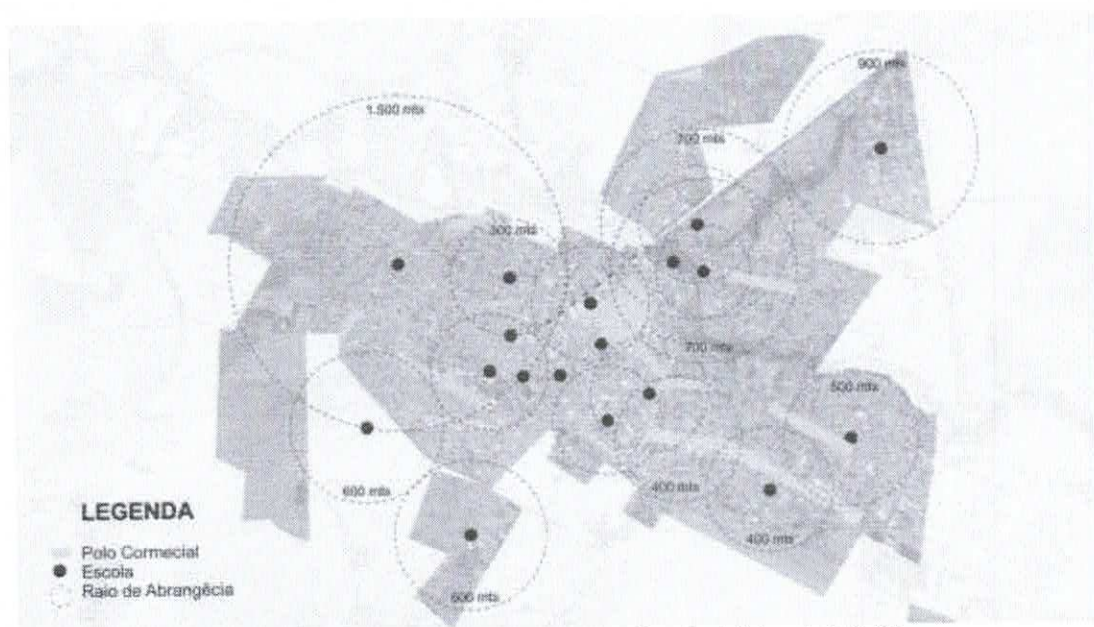 900 mts
1.500 mts
700 mts
300 mts
700 mts
500 mts
600 mts
400 mts
400 mts
600 mts
LEGENDA
Polo Cormecial
Escola
Raio de Abrangêcia